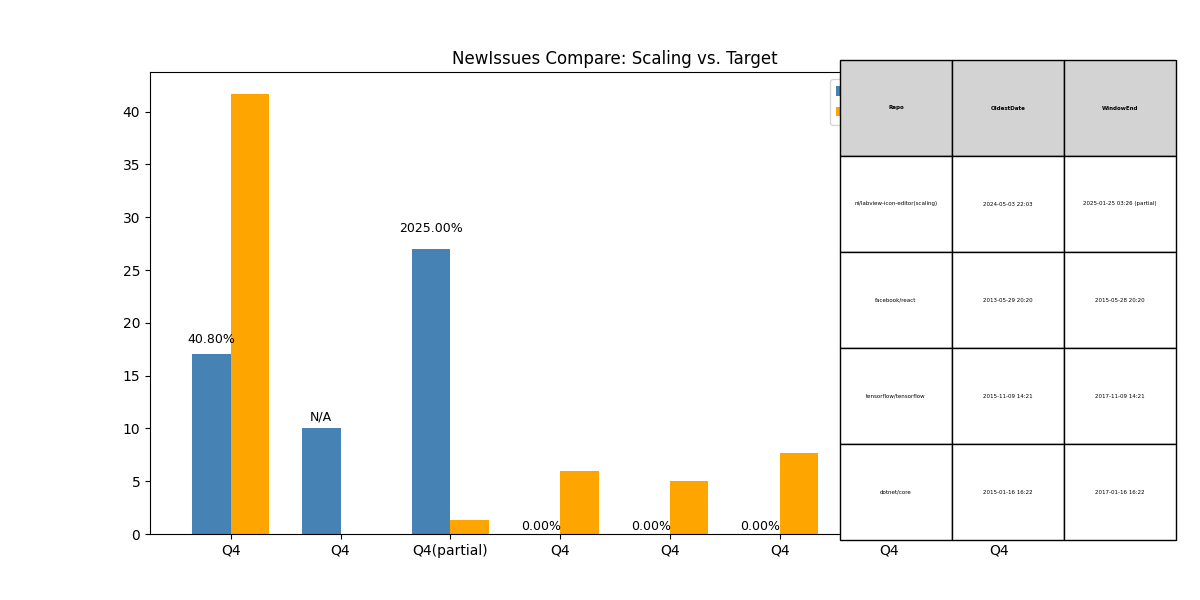 NewIssues Compare: Scaling vs. Target
40
35
30
25
20
15
10
5
0
40.80%
N/A
2025.00%
0.00%
0.00%
0.00%
Q4
Q4
Q4(partial)
Q4
Q4
Q4
Q4
Q4
Repo OldestDate WindowEnd
ni/labview-icon-editor(scaling) 2024-05-03 22:03 2025-01-25 03:26 (partial)
facebook/react 2013-05-29 20:20 2015-05-28 20:20
tensorflow/tensorflow 2015-11-09 14:21 2017-11-09 14:21
dotnet/core 2015-01-16 16:22 2017-01-16 16:22